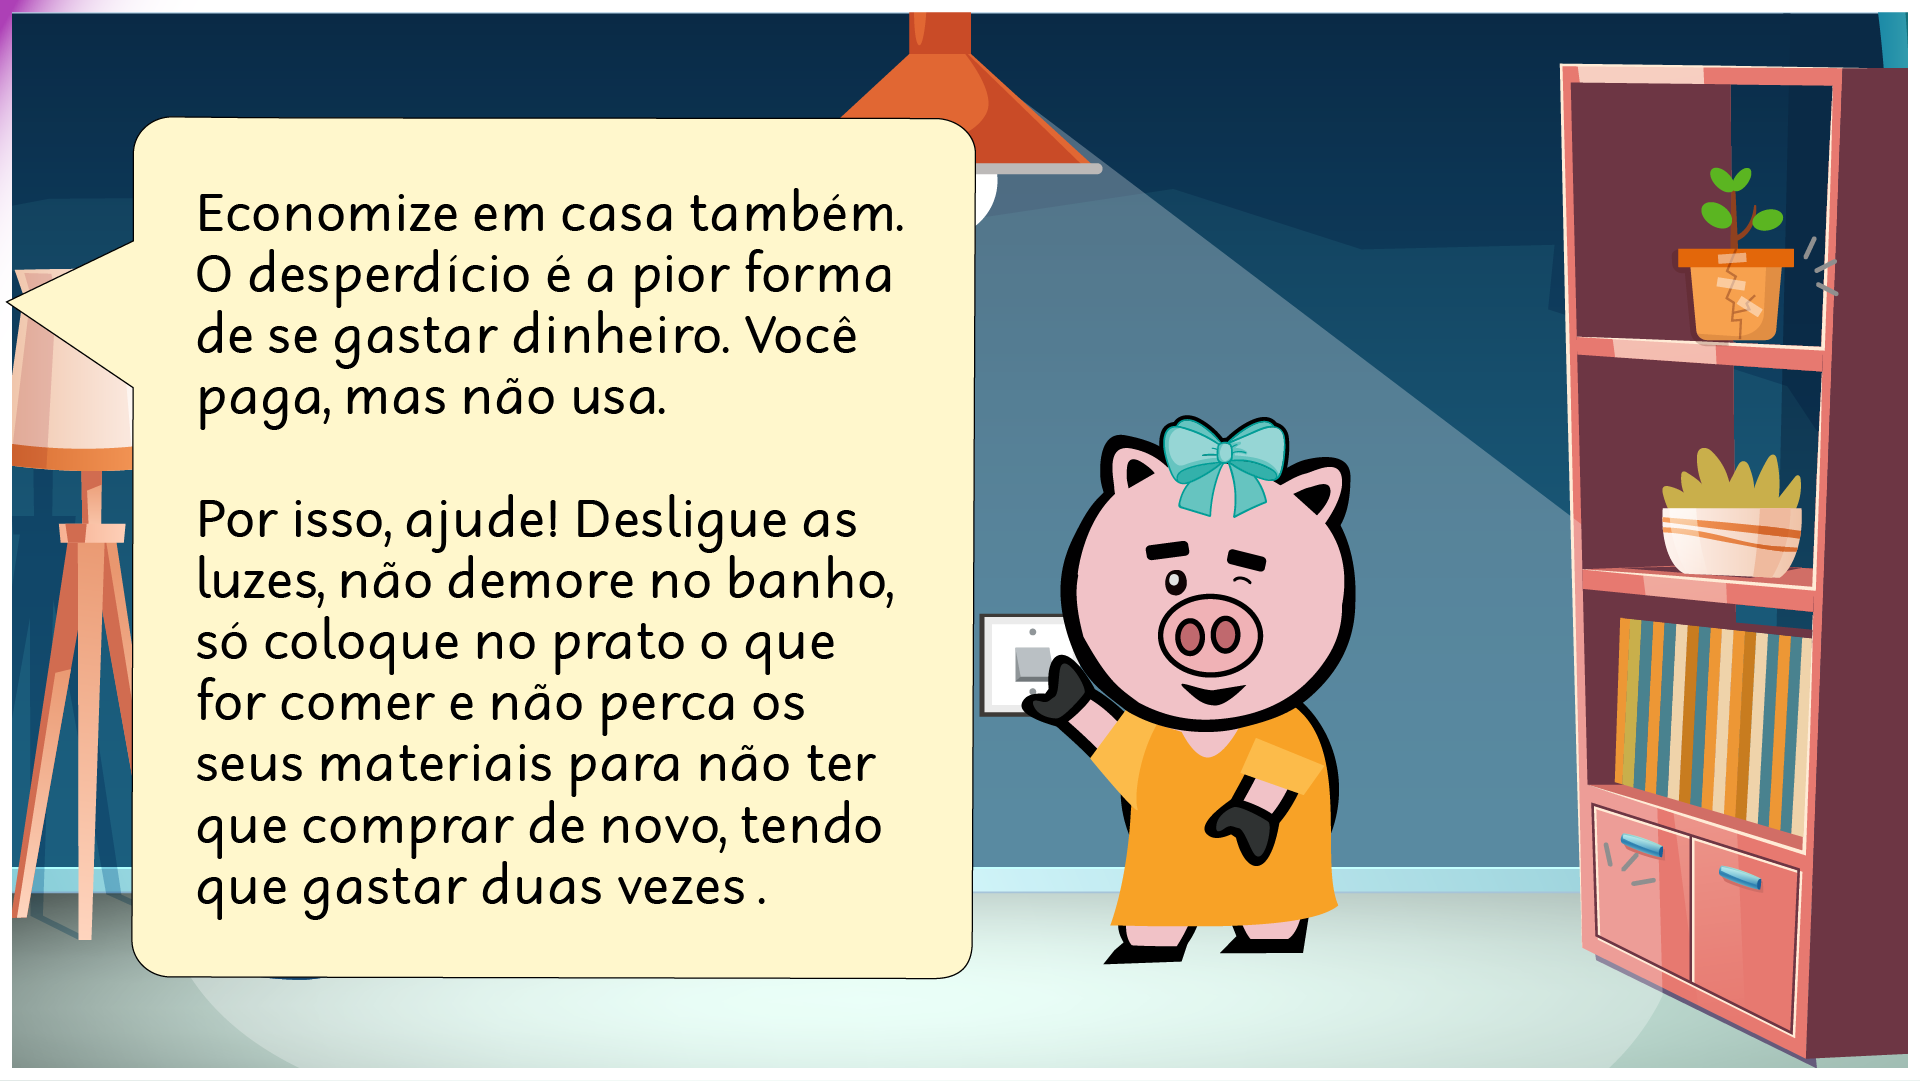 Economize em casa também.
O desperdício é a pior forma
de se gastar dinheiro. Você
paga, mas não usa.
Por isso, ajude! Desligue as
luzes, não demore no banho,
só coloque no prato o que
for comer e não perca os
seus materiais para não ter
que comprar de novo, tendo
que gastar duas vezes .